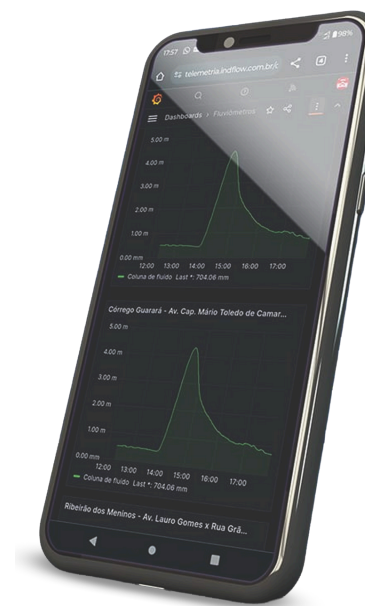 17:57
98%
telemetria.indflow.com.br/c
4
Dashboards > Fluviômetros
5.00 m
4.00 m
3.00 m
2.00 m
1.00 m
0.00 mm
12:00 13:00 14:00 15:00 16:00 17:00
Coluna de fluido Last *: 704.06 mm
Córrego Guarará - Av. Cap. Mário Toledo de Camar...
5.00 m
4.00 m
3.00 m
2.00 m
1.00 m
0.00 mm
12:00 13:00 14:00 15:00 16:00 17:00
Coluna de fluido Last *: 704.06 mm
Ribeirão dos Meninos - Av. Lauro Gomes x Rua Grã...